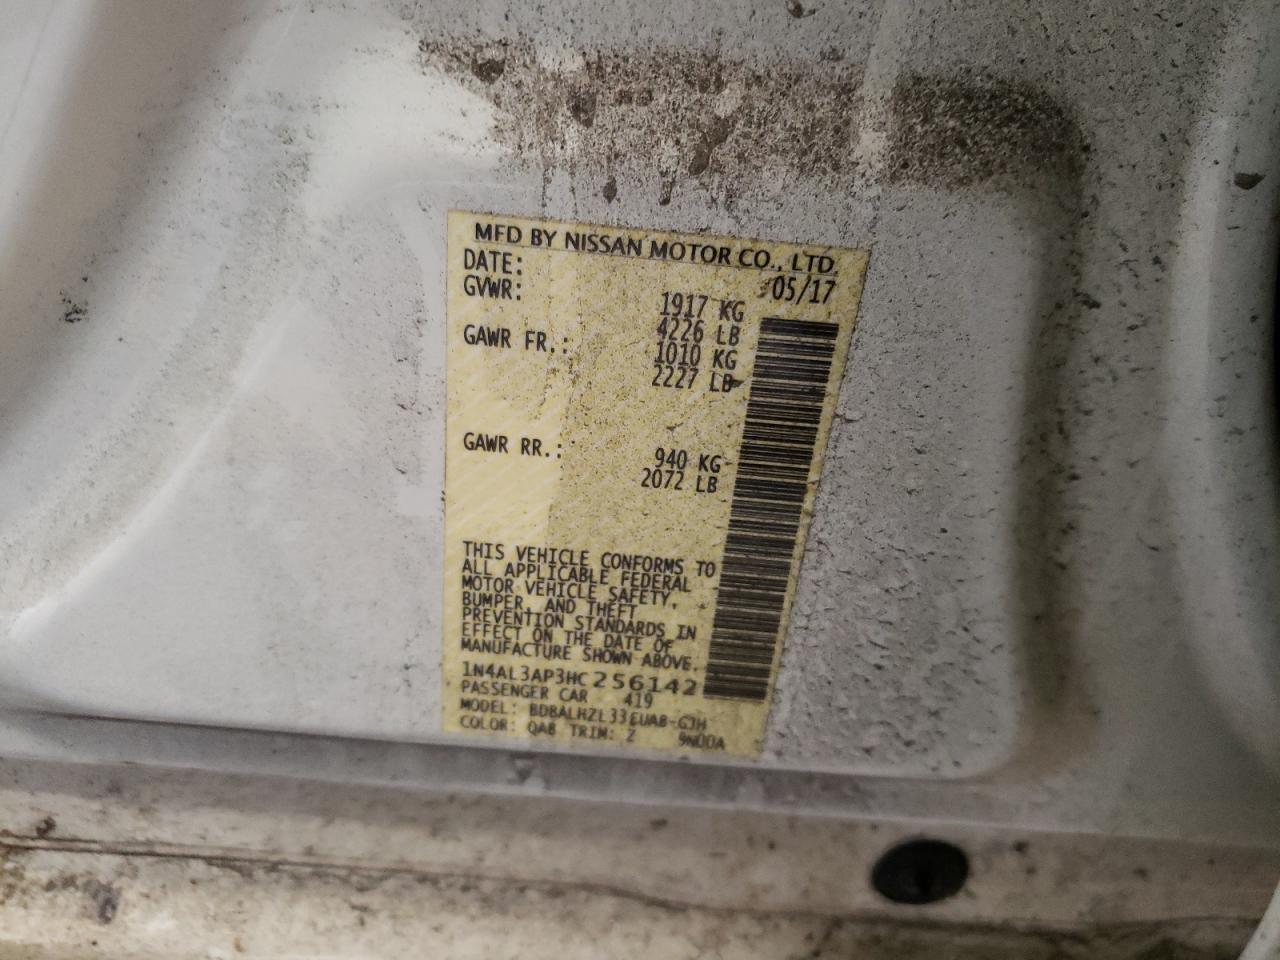 MFD BY NISSAN MOTOR CO., LTD.
DATE: 05/17
GVWR: 1917 KG
4226 LB
GAWR FR.: 1010 KG
2227 LB
GAWR RR.: 940 KG
2072 LB
THIS VEHICLE CONFORMS TO
ALL APPLICABLE FEDERAL
MOTOR VEHICLE SAFETY,
BUMPER, AND THEFT
PREVENTION STANDARDS IN
EFFECT ON THE DATE OF
MANUFACTURE SHOWN ABOVE.
1N4AL3AP3HC256142
PASSENGER CAR 419
MODEL: BDBALHZL33EUAB-GJH
COLOR: QAB TRIM: Z 9N00A